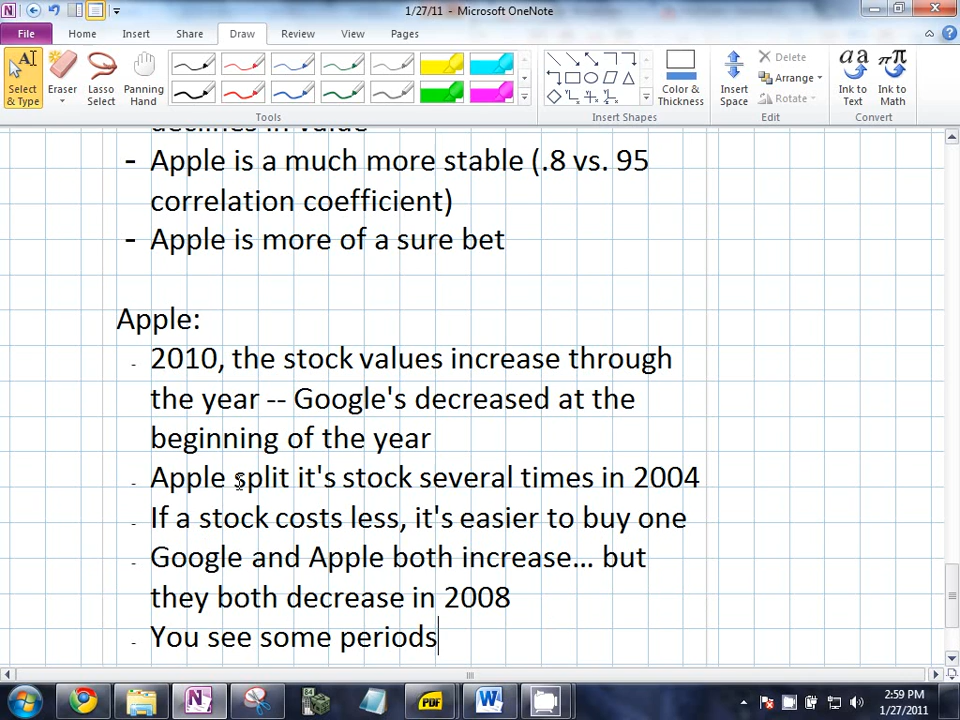 1/27/11 - Microsoft OneNote
File Home Insert Share Draw Review View Pages
Select & Type
Eraser
Lasso Select
Panning Hand
Color & Thickness
Insert Space
Delete
Arrange
Rotate
Ink to Text
Ink to Math
Tools Insert Shapes Edit Convert
declines in value
- Apple is a much more stable (.8 vs. 95
correlation coefficient)
- Apple is more of a sure bet
Apple:
- 2010, the stock values increase through
the year -- Google's decreased at the
beginning of the year
- Apple split it's stock several times in 2004
- If a stock costs less, it's easier to buy one
- Google and Apple both increase... but
they both decrease in 2008
- You see some periods
2:59 PM
1/27/2011